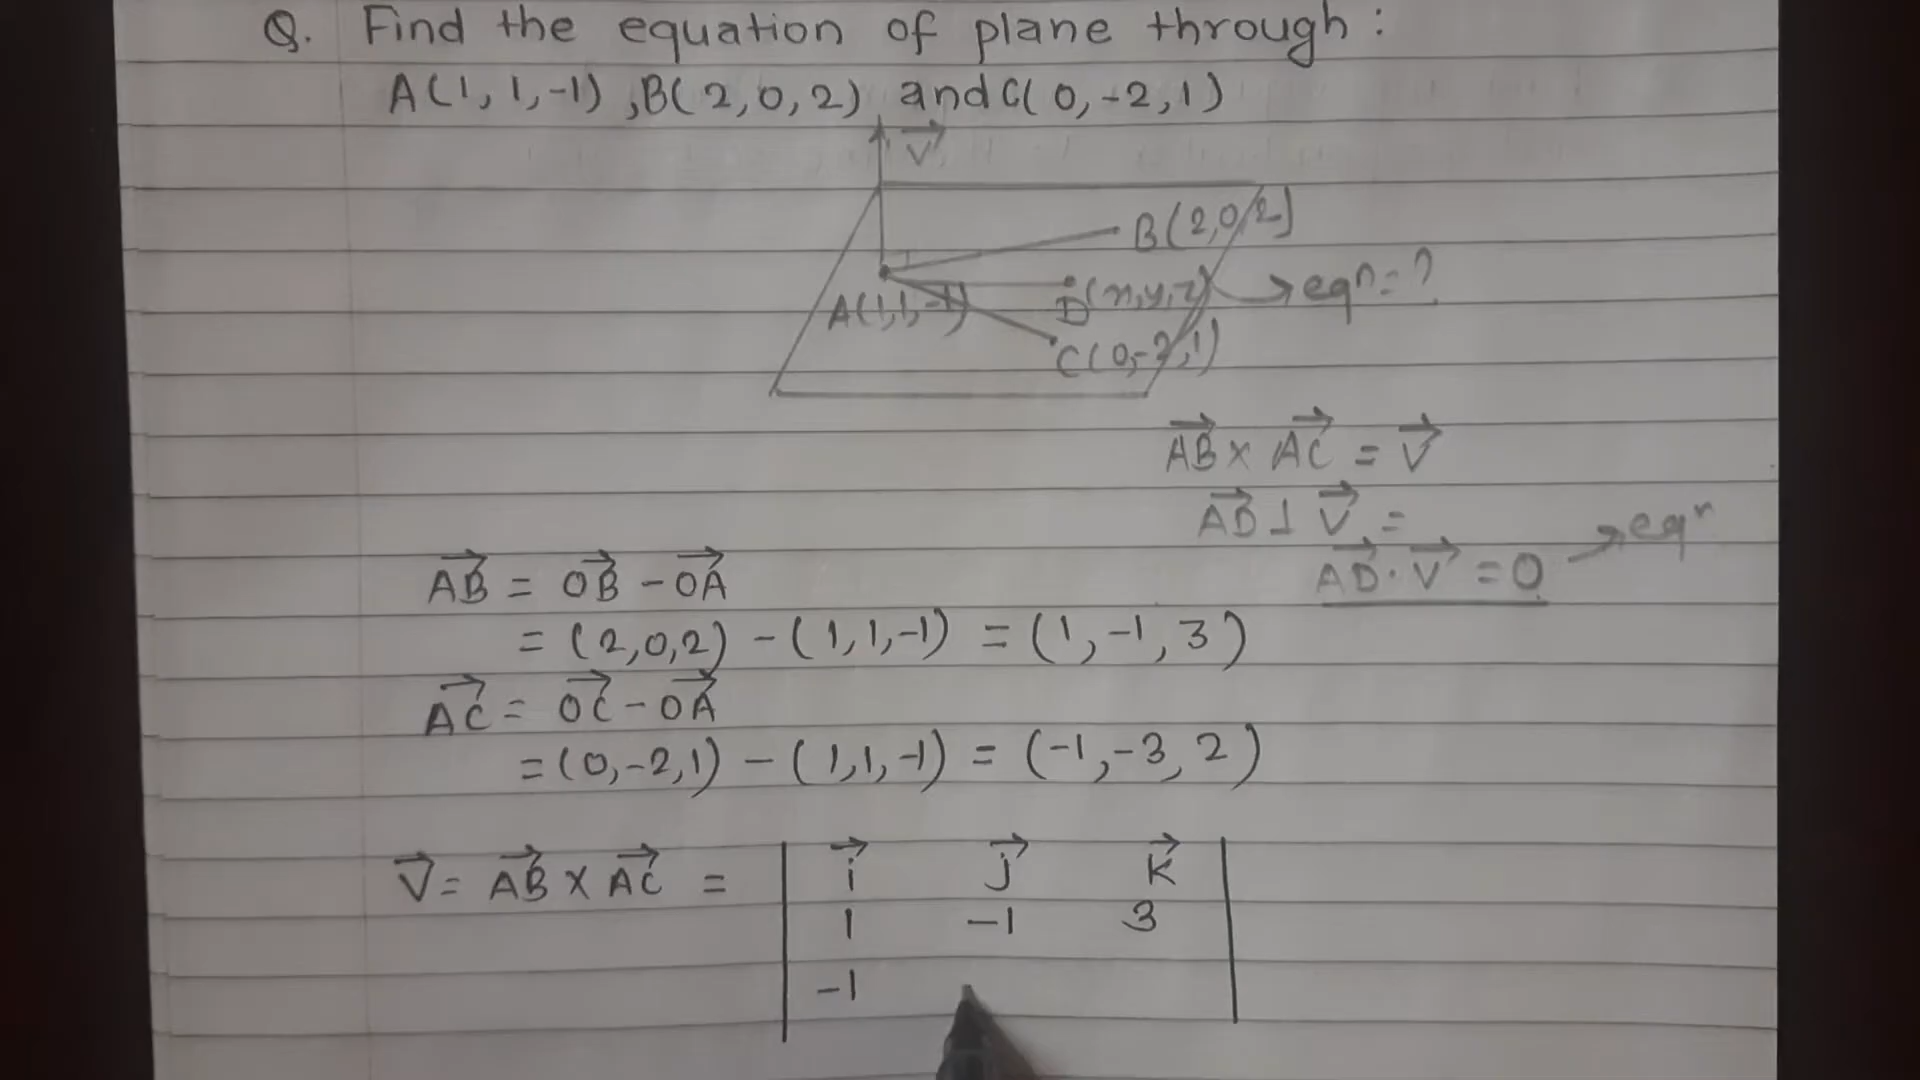 Q. Find the equation of plane through :
A(1, 1, -1) , B(2, 0, 2) and C(0, -2, 1)
V⃗
B(2,0,2)
A(1,1,-1)
D(x,y,z) → eqⁿ = ?
C(0,-2,1)
AB⃗ × AC⃗ = V⃗
AD⃗ ⊥ V⃗ =
AD⃗ · V⃗ = 0 → eqⁿ
AB⃗ = OB⃗ - OA⃗
= (2,0,2) - (1,1,-1) = (1, -1, 3)
AC⃗ = OC⃗ - OA⃗
= (0,-2,1) - (1,1,-1) = (-1,-3, 2)
V⃗ = AB⃗ × AC⃗ = | i⃗ j⃗ k⃗ |
1 -1 3
-1